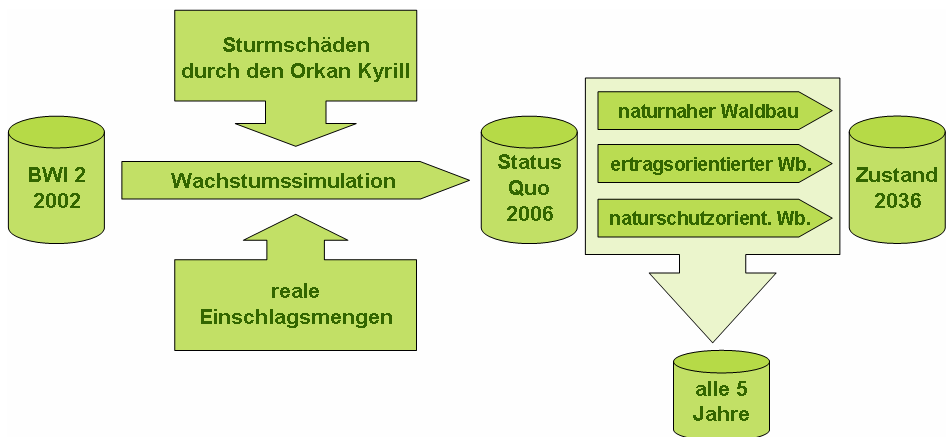 Sturmschäden
durch den Orkan Kyrill
BWI 2
2002
Wachstumssimulation
reale
Einschlagsmengen
Status
Quo
2006
naturnaher Waldbau
ertragsorientierter Wb.
naturschutzorient. Wb.
Zustand
2036
alle 5
Jahre